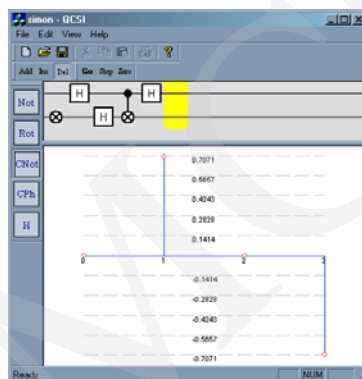 simon - QCSI
File Edit View Help
Add Ins Del Go Step Zero
H H
Not
H
Rot
CNot
CPh
H
0.7071
0.5657
0.4243
0.2828
0.1414
0 1 2 3
-0.1414
-0.2828
-0.4243
-0.5657
-0.7071
Ready NUM